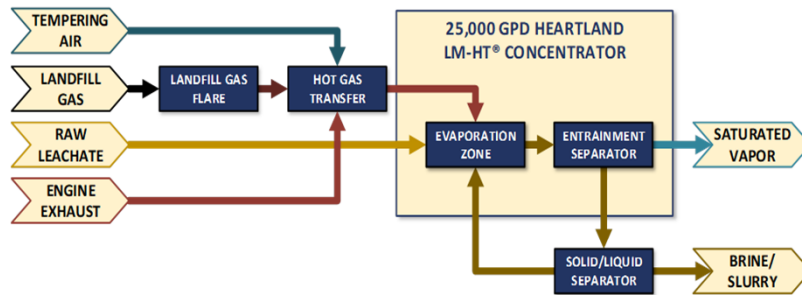 TEMPERING
AIR
25,000 GPD HEARTLAND
LM-HT® CONCENTRATOR
LANDFILL
GAS
LANDFILL GAS
FLARE
HOT GAS
TRANSFER
RAW
LEACHATE
EVAPORATION
ZONE
ENTRAINMENT
SEPARATOR
SATURATED
VAPOR
ENGINE
EXHAUST
SOLID/LIQUID
SEPARATOR
BRINE/
SLURRY